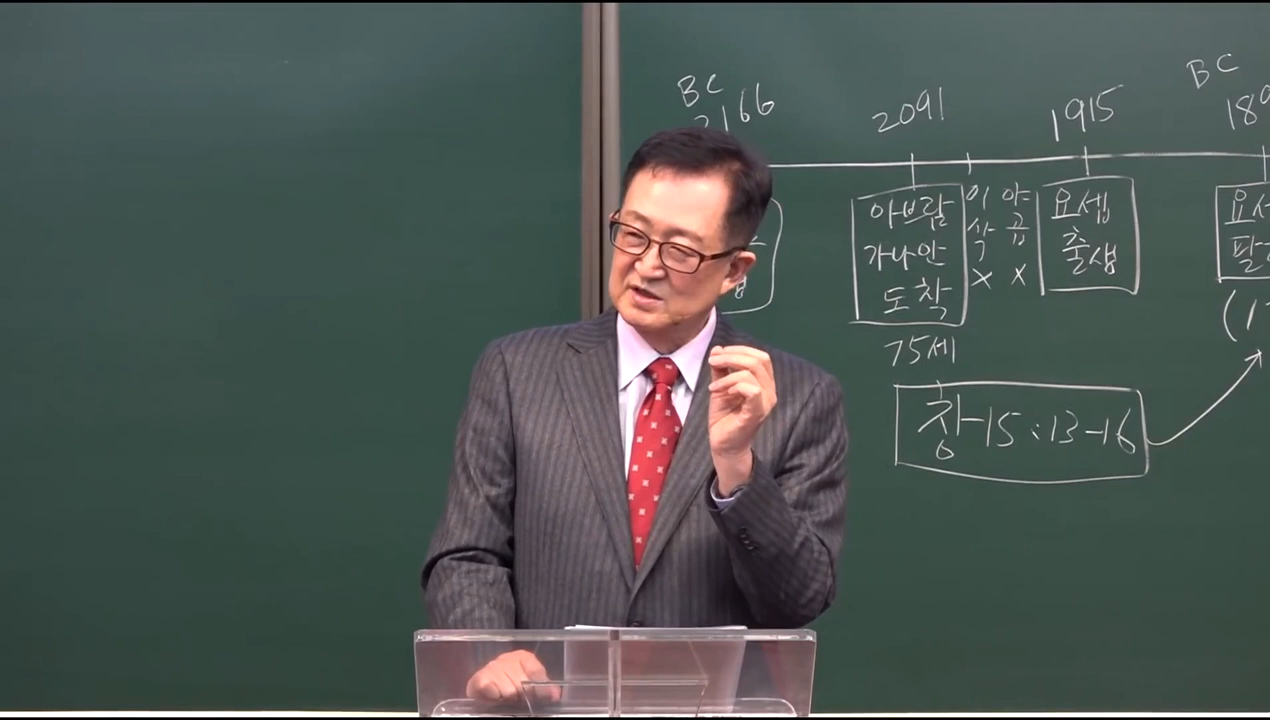 BC
2166
2091
1915
BC
아브람
가나안
도착
이삭 ×
야곱 ×
요셉
출생
75세
창-15:13-16